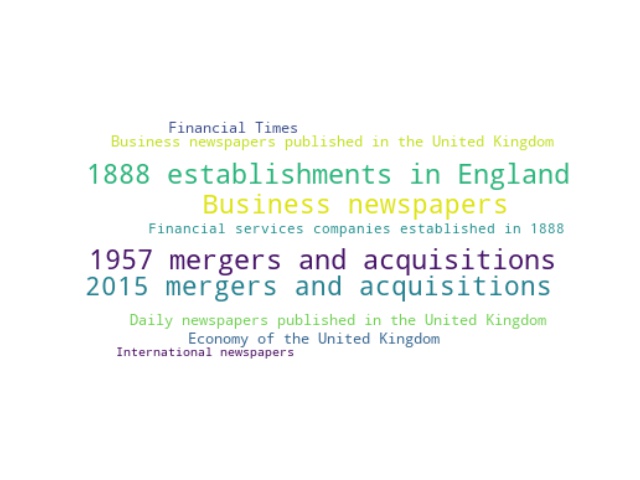 Financial Times
Business newspapers published in the United Kingdom
1888 establishments in England
Business newspapers
Financial services companies established in 1888
1957 mergers and acquisitions
2015 mergers and acquisitions
Daily newspapers published in the United Kingdom
Economy of the United Kingdom
International newspapers